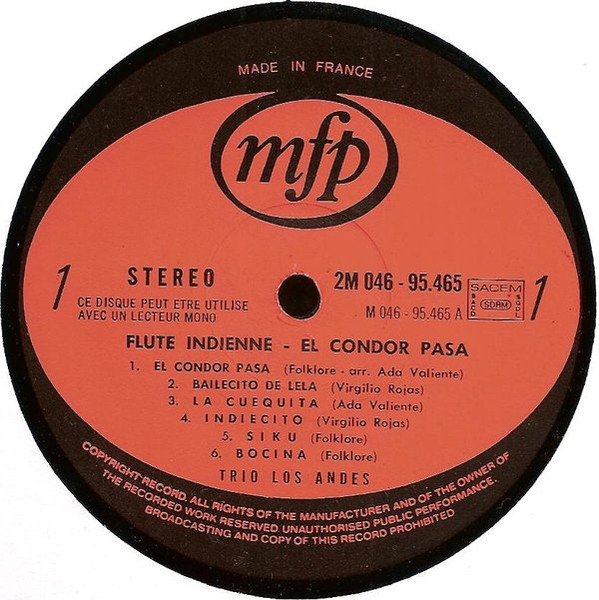 MADE IN FRANCE
mfp
1
STEREO
CE DISQUE PEUT ETRE UTILISE
AVEC UN LECTEUR MONO
2M 046 - 95.465
M 046 - 95.465 A
SACEM
SACD
SDRM
SGDL
1
FLUTE INDIENNE - EL CONDOR PASA
1. EL CONDOR PASA (Folklore - arr. Ada Valiente)
2. BAILECITO DE LELA (Virgilio Rojas)
3. LA CUEQUITA (Ada Valiente)
4. INDIECITO (Virgilio Rojas)
5. SIKU (Folklore)
6. BOCINA (Folklore)
TRIO LOS ANDES
COPYRIGHT RECORD. ALL RIGHTS OF THE MANUFACTURER AND OF THE OWNER OF
THE RECORDED WORK RESERVED UNAUTHORISED PUBLIC PERFORMANCE.
BROADCASTING AND COPY OF THIS RECORD PROHIBITED